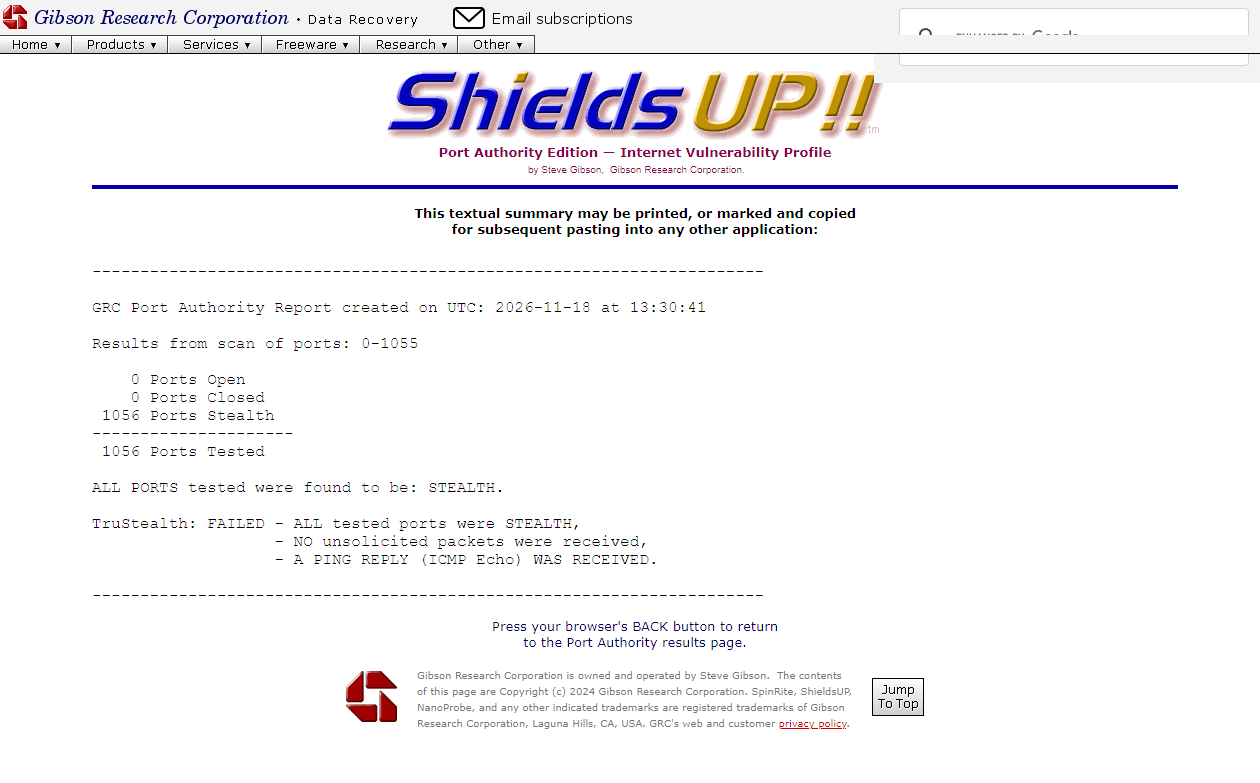 Gibson Research Corporation • Data Recovery Email subscriptions
Home ▾ Products ▾ Services ▾ Freeware ▾ Research ▾ Other ▾
Shields UP!! tm
Port Authority Edition — Internet Vulnerability Profile
by Steve Gibson, Gibson Research Corporation.
This textual summary may be printed, or marked and copied
for subsequent pasting into any other application:
----------------------------------------------------------------------
GRC Port Authority Report created on UTC: 2026-11-18 at 13:30:41
Results from scan of ports: 0-1055
0 Ports Open
0 Ports Closed
1056 Ports Stealth
---------------------
1056 Ports Tested
ALL PORTS tested were found to be: STEALTH.
TruStealth: FAILED - ALL tested ports were STEALTH,
- NO unsolicited packets were received,
- A PING REPLY (ICMP Echo) WAS RECEIVED.
----------------------------------------------------------------------
Press your browser's BACK button to return
to the Port Authority results page.
Gibson Research Corporation is owned and operated by Steve Gibson. The contents
of this page are Copyright (c) 2024 Gibson Research Corporation. SpinRite, ShieldsUP,
NanoProbe, and any other indicated trademarks are registered trademarks of Gibson
Research Corporation, Laguna Hills, CA, USA. GRC's web and customer privacy policy.
Jump
To Top